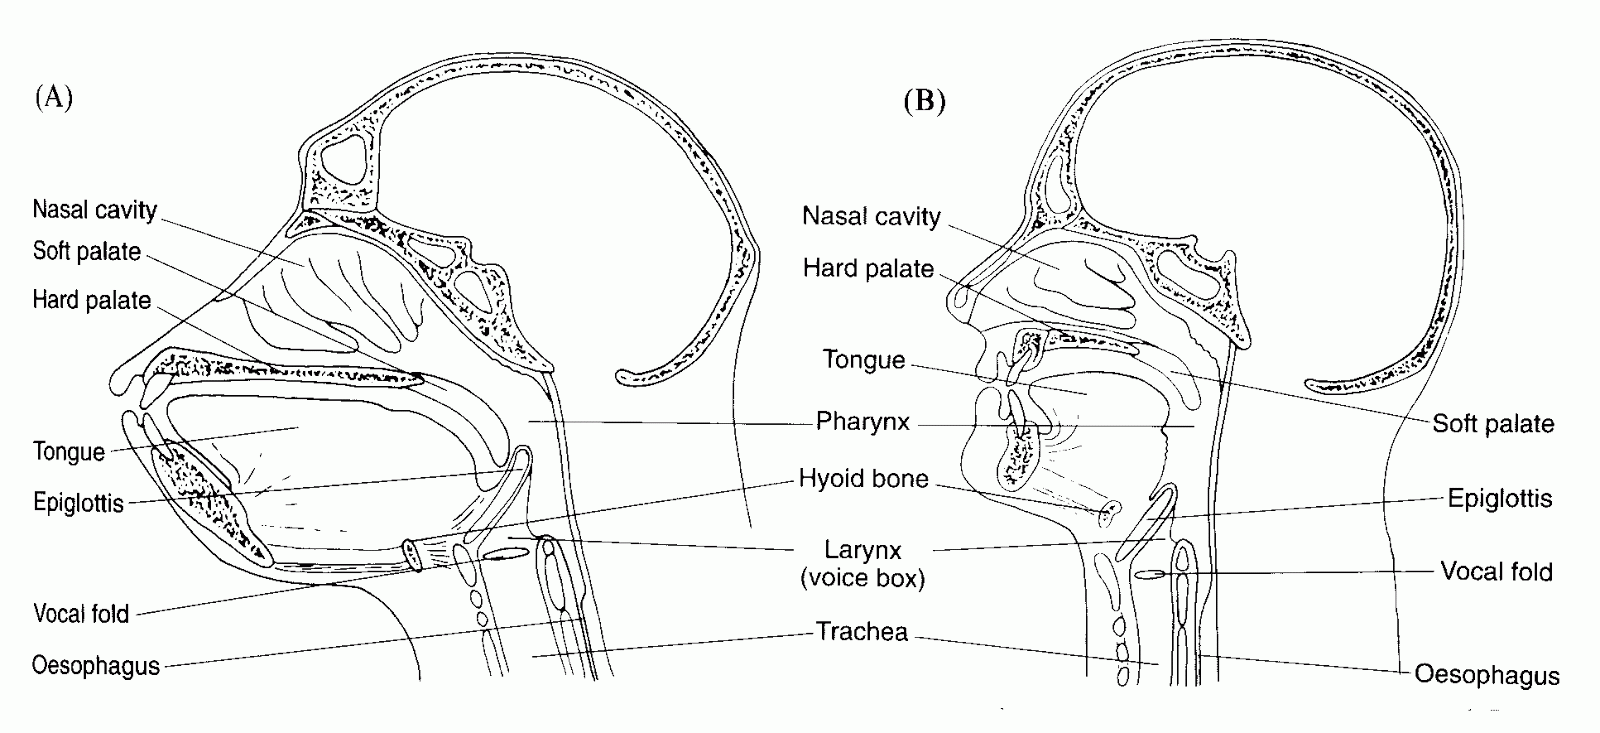 (A)
Nasal cavity
Soft palate
Hard palate
Tongue
Epiglottis
Vocal fold
Oesophagus
Pharynx
Hyoid bone
Larynx
(voice box)
Trachea
(B)
Nasal cavity
Hard palate
Tongue
Soft palate
Epiglottis
Vocal fold
Oesophagus